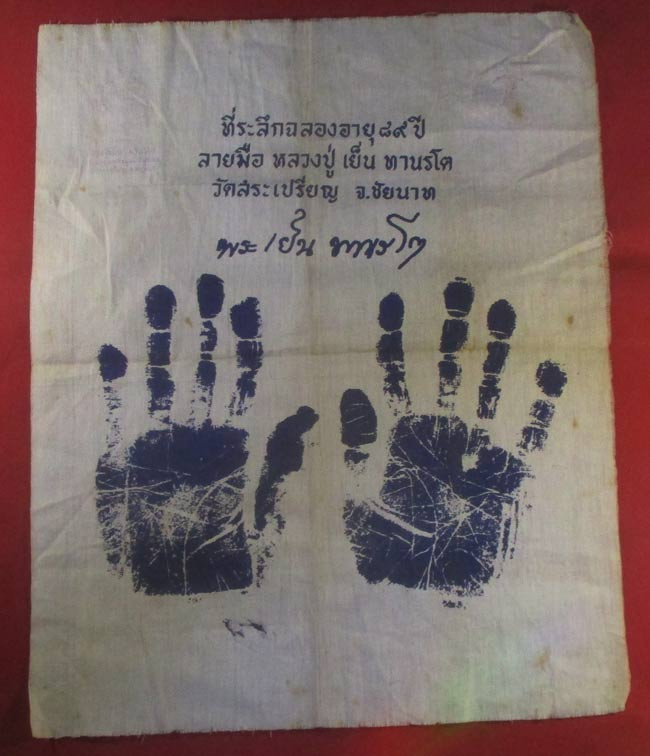 ที่ระลึกฉลองอายุ๘๙ปี
ลายมือ หลวงปู่ เย็น ทานรโต
วัดสระเปรียญ จ.ชัยนาท
พระ เย็น ทานรโต